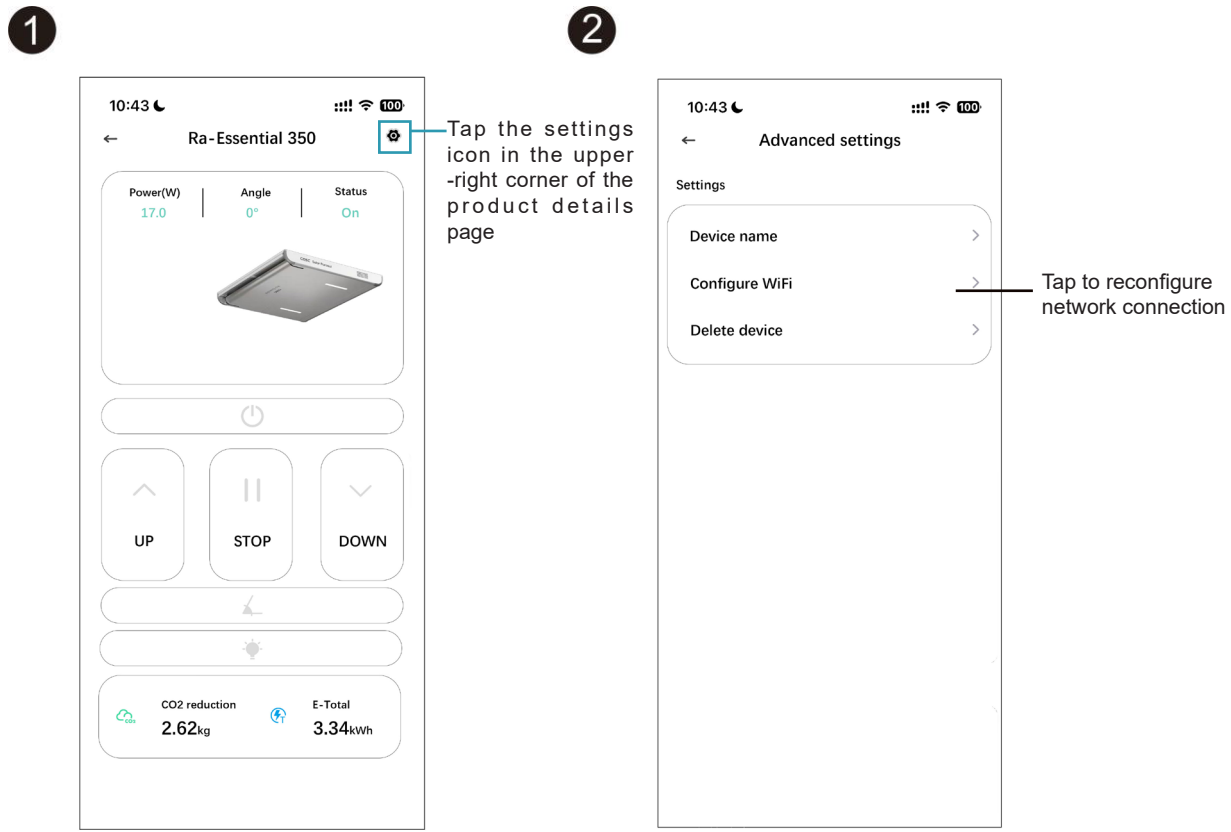 1
2
10:43
100
Ra-Essential 350
Tap the settings
icon in the upper
-right corner of the
product details
page
Power(W)
Angle
Status
17.0
0°
On
UP
STOP
DOWN
CO2 reduction
E-Total
2.62kg
3.34kWh
10:43
100
Advanced settings
Settings
Device name
Configure WiFi
Delete device
Tap to reconfigure
network connection